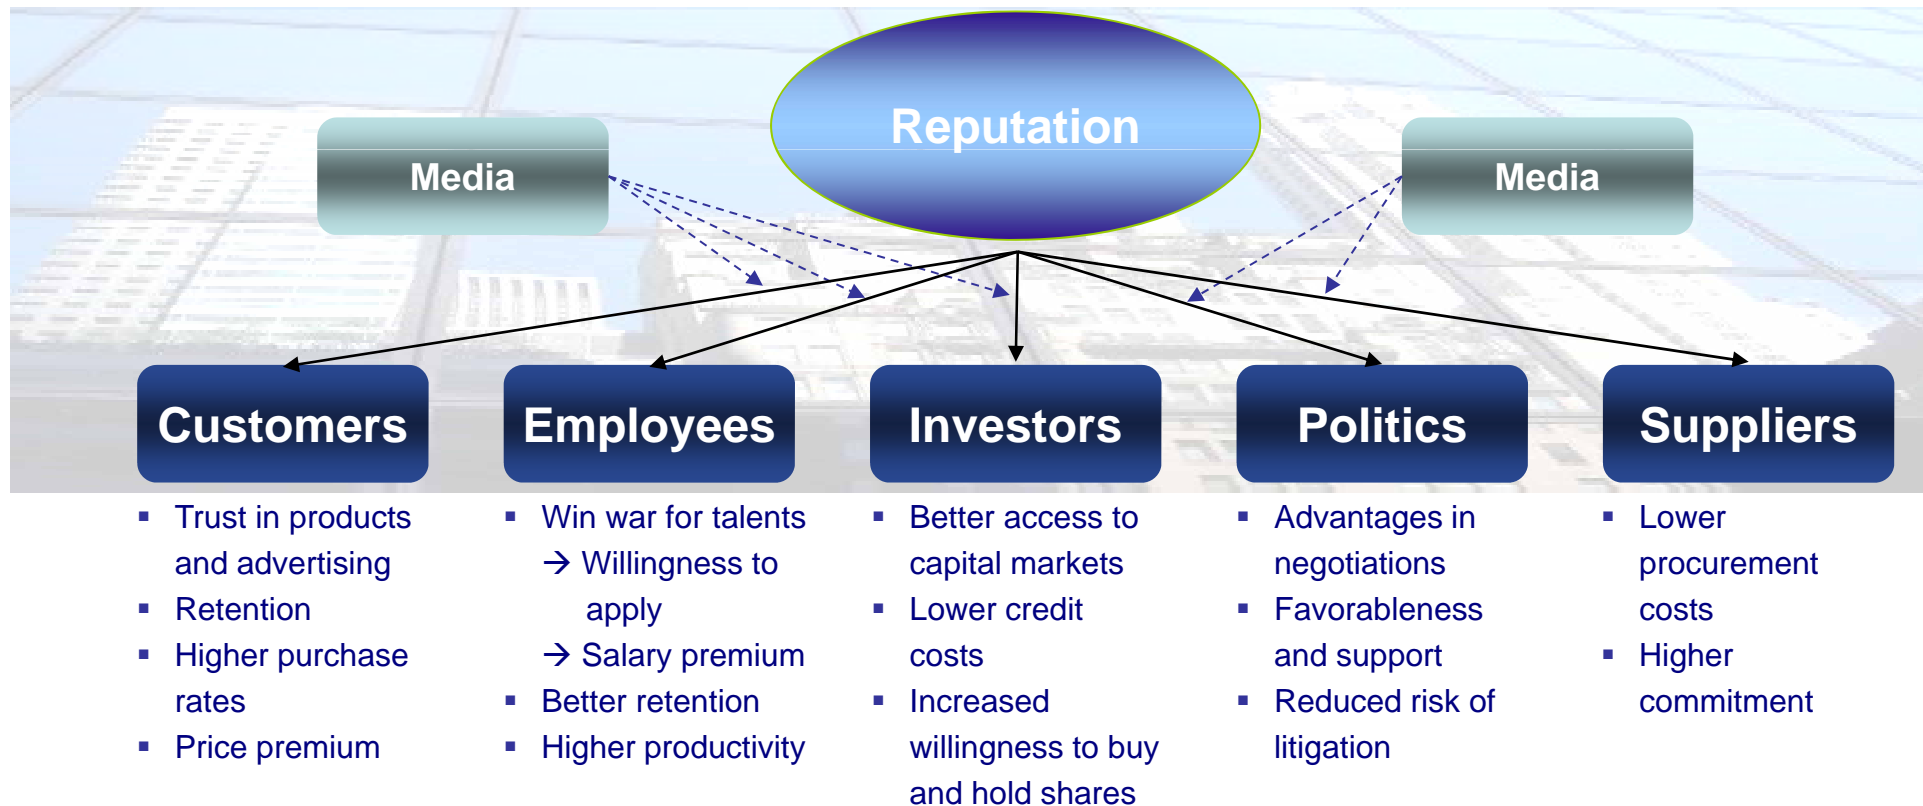 Reputation
Media
Media
Customers
Employees
Investors
Politics
Suppliers
▪ Trust in products
and advertising
▪ Retention
▪ Higher purchase
rates
▪ Price premium
▪ Win war for talents
→ Willingness to
apply
→ Salary premium
▪ Better retention
▪ Higher productivity
▪ Better access to
capital markets
▪ Lower credit
costs
▪ Increased
willingness to buy
and hold shares
▪ Advantages in
negotiations
▪ Favorableness
and support
▪ Reduced risk of
litigation
▪ Lower
procurement
costs
▪ Higher
commitment